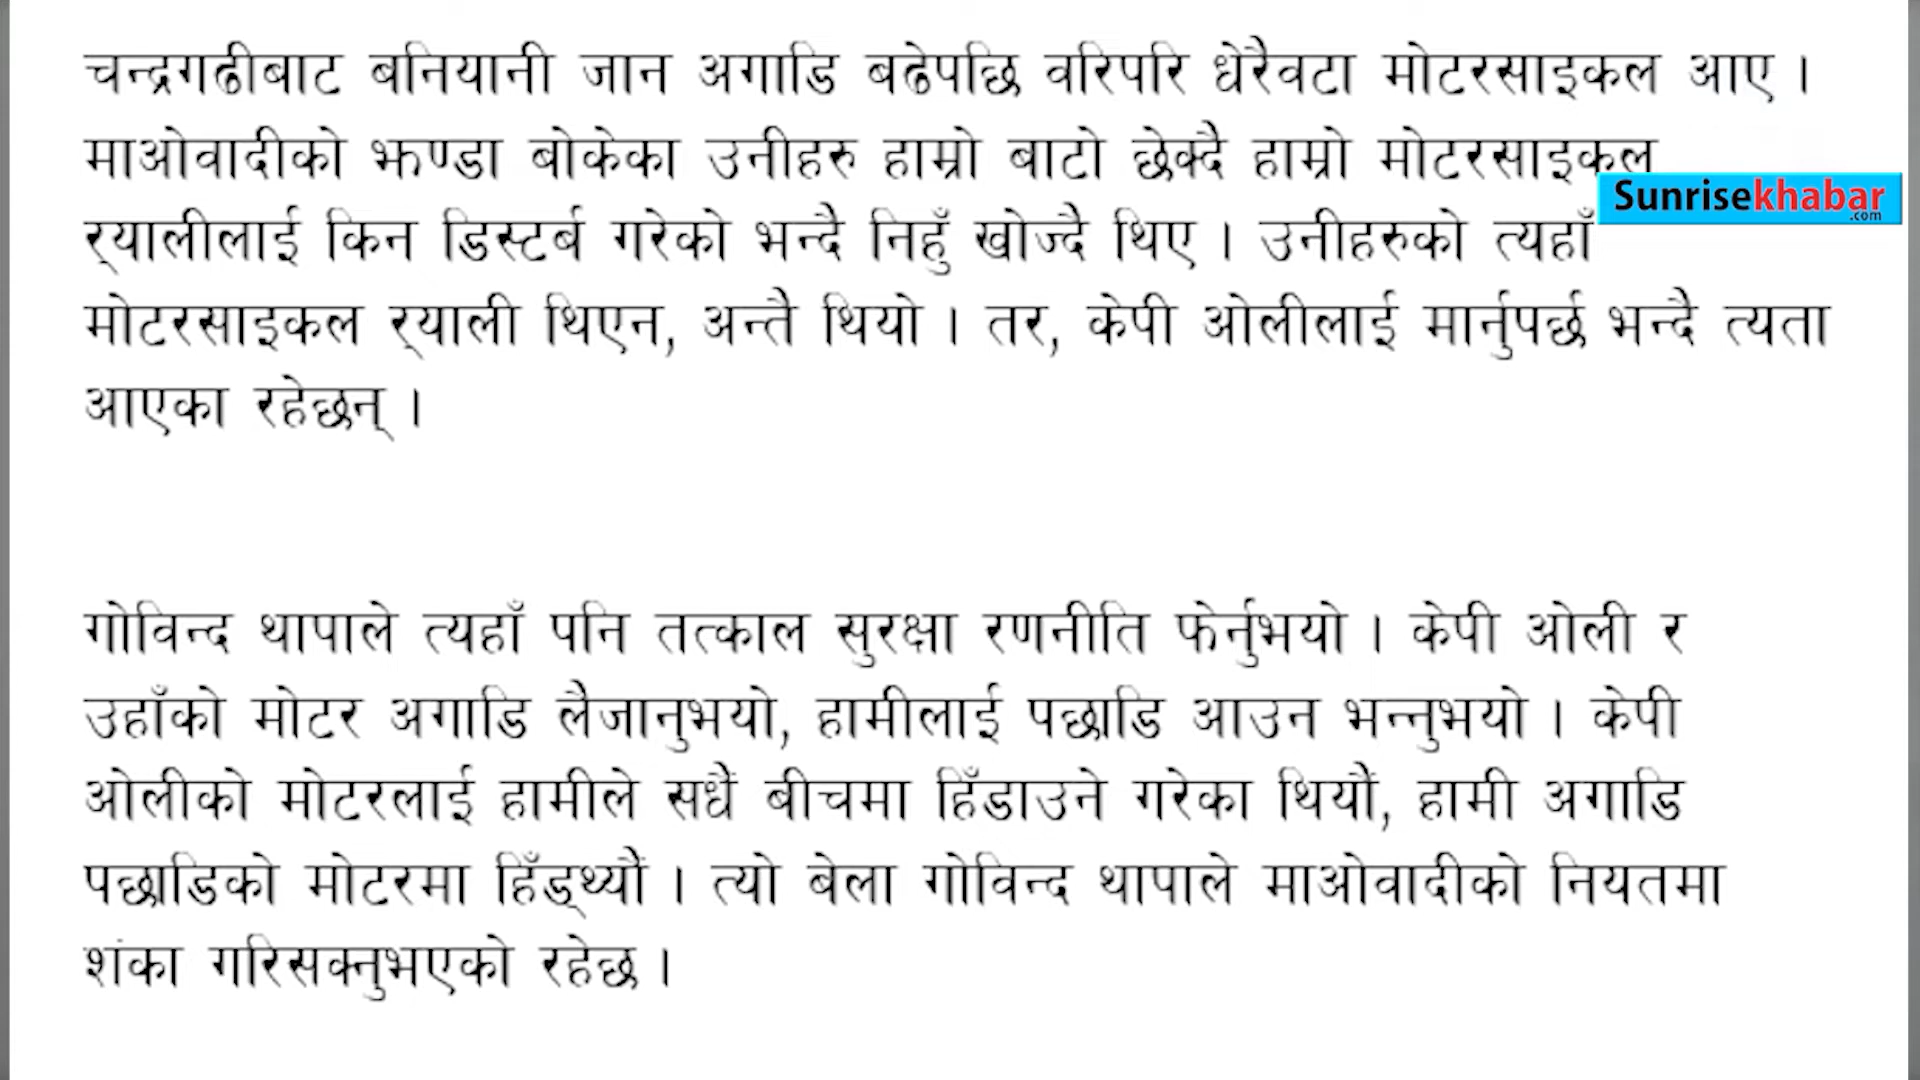 चन्द्रगढीबाट बनियानी जान अगाडि बढेपछि वरिपरि धेरैवटा मोटरसाइकल आए ।
माओवादीको झण्डा बोकेका उनीहरु हाम्रो बाटो छेक्दै हाम्रो मोटरसाइकल
Sunrisekhabar.com
र्‍यालीलाई किन डिस्टर्ब गरेको भन्दै निहुँ खोज्दै थिए । उनीहरुको त्यहाँ
मोटरसाइकल र्‍याली थिएन, अन्तै थियो । तर, केपी ओलीलाई मार्नुपर्छ भन्दै त्यता
आएका रहेछन् ।
गोविन्द थापाले त्यहाँ पनि तत्काल सुरक्षा रणनीति फेर्नुभयो । केपी ओली र
उहाँको मोटर अगाडि लैजानुभयो, हामीलाई पछाडि आउन भन्नुभयो । केपी
ओलीको मोटरलाई हामीले सधैं बीचमा हिँडाउने गरेका थियौं, हामी अगाडि
पछाडिको मोटरमा हिँड्थ्यौं । त्यो बेला गोविन्द थापाले माओवादीको नियतमा
शंका गरिसक्नुभएको रहेछ ।